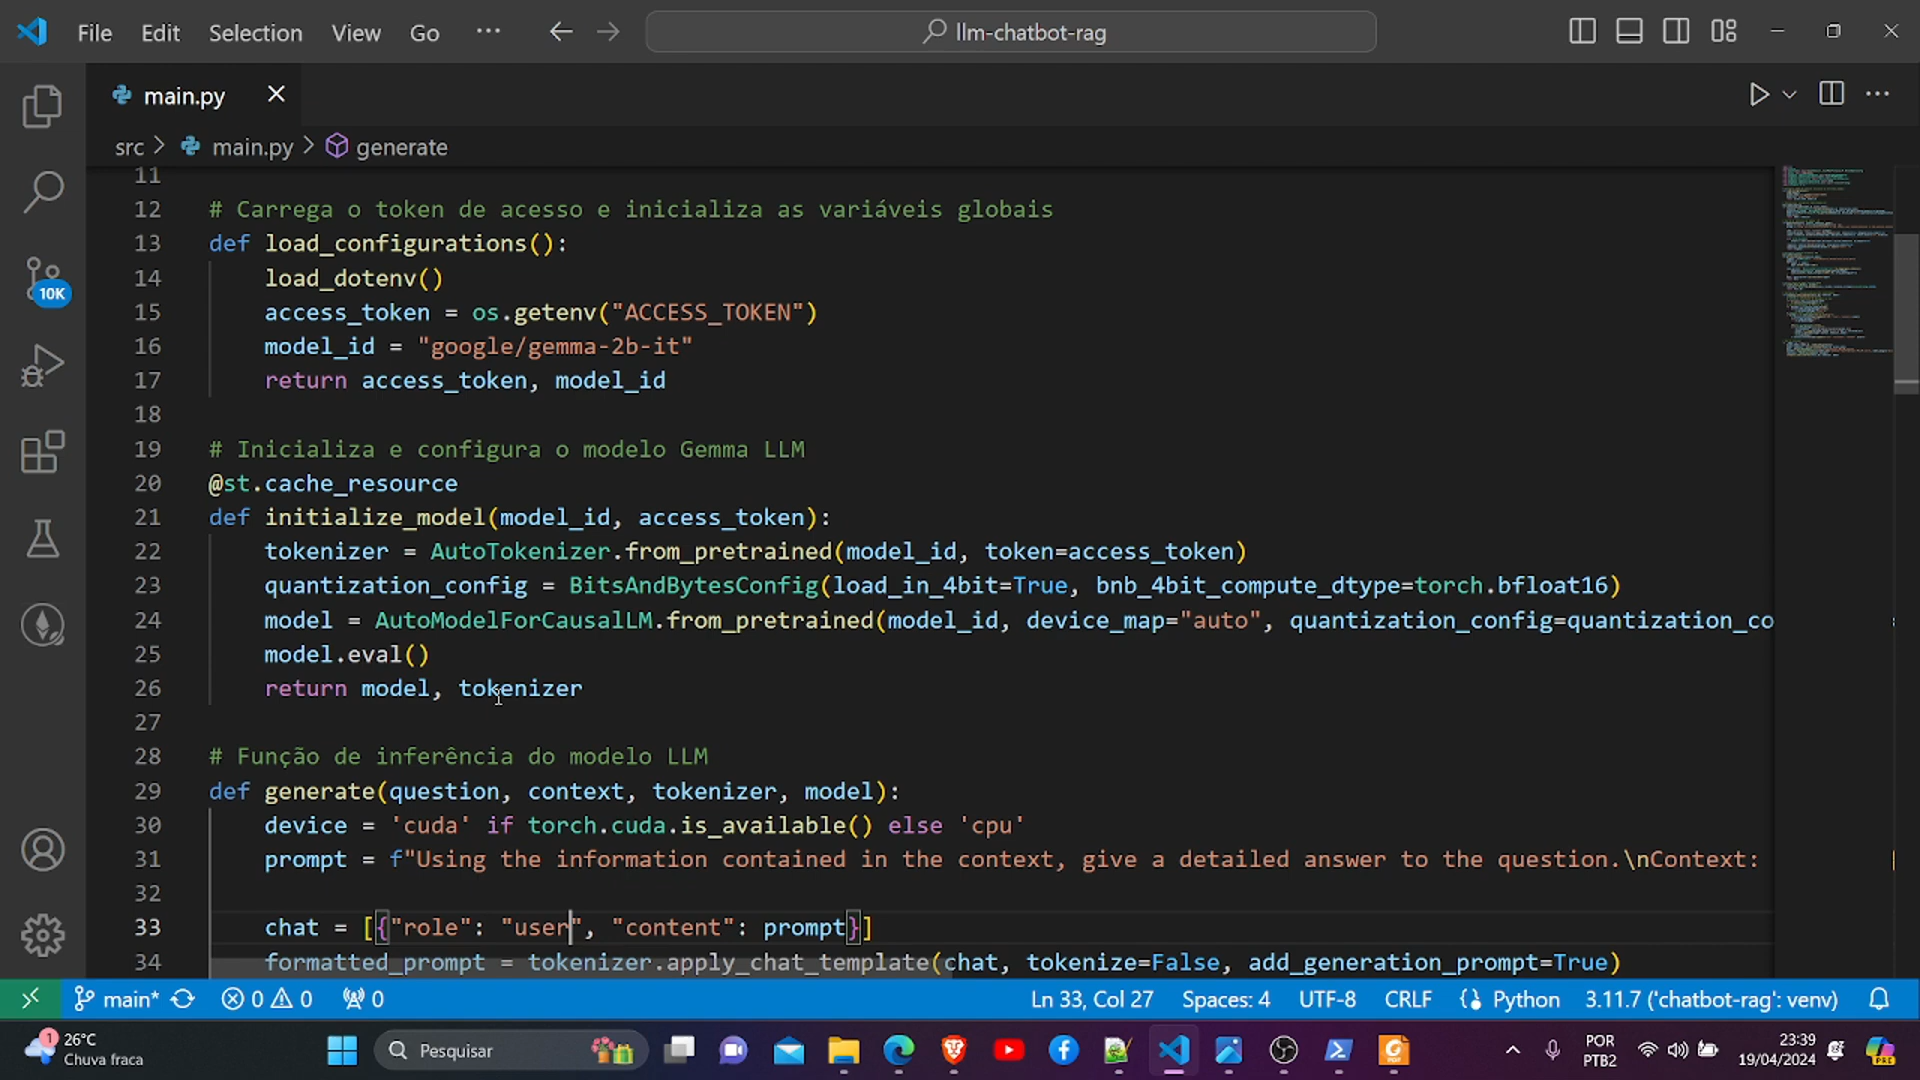 File Edit Selection View Go ··· llm-chatbot-rag
main.py
src > main.py > generate
11
12 # Carrega o token de acesso e inicializa as variáveis globais
13 def load_configurations():
14 load_dotenv()
15 access_token = os.getenv("ACCESS_TOKEN")
16 model_id = "google/gemma-2b-it"
17 return access_token, model_id
18
19 # Inicializa e configura o modelo Gemma LLM
20 @st.cache_resource
21 def initialize_model(model_id, access_token):
22 tokenizer = AutoTokenizer.from_pretrained(model_id, token=access_token)
23 quantization_config = BitsAndBytesConfig(load_in_4bit=True, bnb_4bit_compute_dtype=torch.bfloat16)
24 model = AutoModelForCausalLM.from_pretrained(model_id, device_map="auto", quantization_config=quantization_co
25 model.eval()
26 return model, tokenizer
27
28 # Função de inferência do modelo LLM
29 def generate(question, context, tokenizer, model):
30 device = 'cuda' if torch.cuda.is_available() else 'cpu'
31 prompt = f"Using the information contained in the context, give a detailed answer to the question.\nContext:
32
33 chat = [{"role": "user", "content": prompt}]
34 formatted_prompt = tokenizer.apply_chat_template(chat, tokenize=False, add_generation_prompt=True)
10K
main* 0 0 0 Ln 33, Col 27 Spaces: 4 UTF-8 CRLF Python 3.11.7 ('chatbot-rag': venv)
1 26°C
Chuva fraca
Pesquisar
POR
PTB2
23:39
19/04/2024
PRE